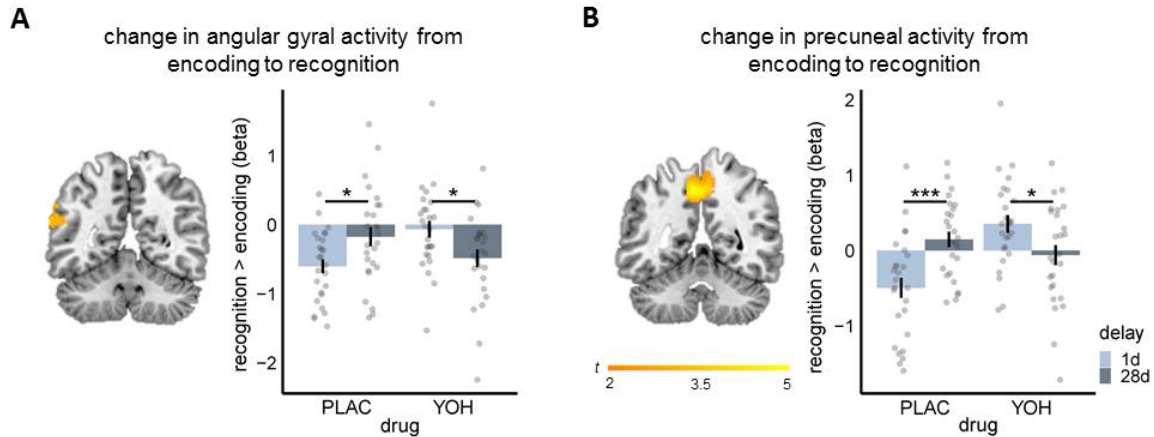 A
change in angular gyral activity from
encoding to recognition
recognition > encoding (beta)
1
0
−1
−2
*
*
PLAC
YOH
drug
B
change in precuneal activity from
encoding to recognition
t
2
3.5
5
recognition > encoding (beta)
2
1
0
−1
***
*
PLAC
YOH
drug
delay
1d
28d